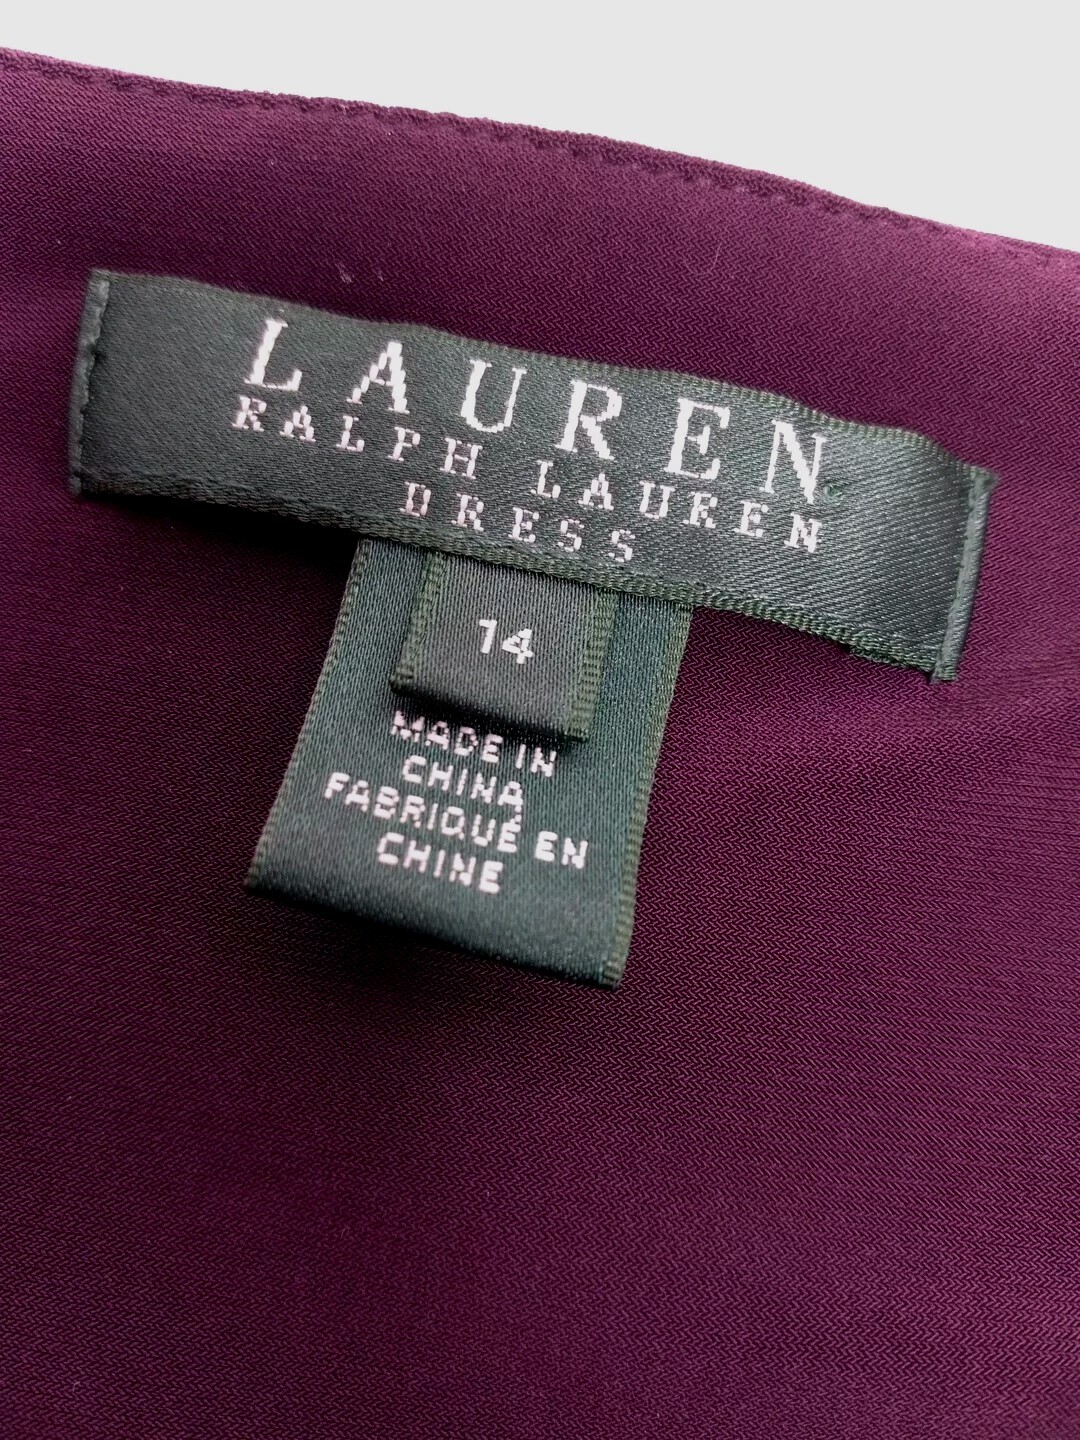 LAUREN
RALPH LAUREN
DRESS
14
MADE IN
CHINA
FABRIQUÉ EN
CHINE